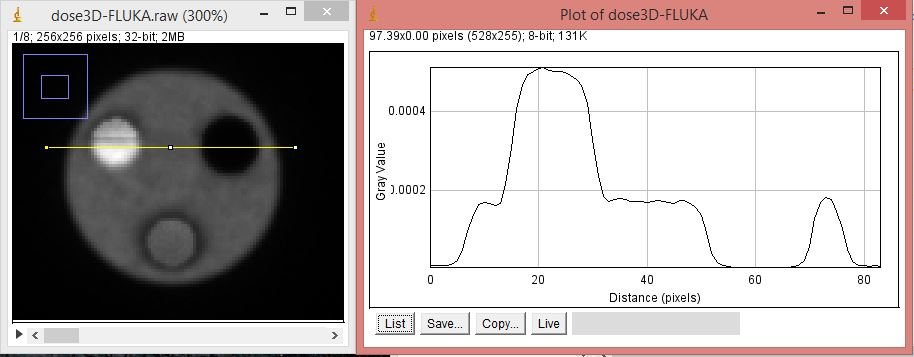 dose3D-FLUKA.raw (300%)
1/8; 256x256 pixels; 32-bit; 2MB
Plot of dose3D-FLUKA
97.39x0.00 pixels (528x255); 8-bit; 131K
0.0004
0.0002
Gray Value
0 20 40 60 80
Distance (pixels)
List Save... Copy... Live